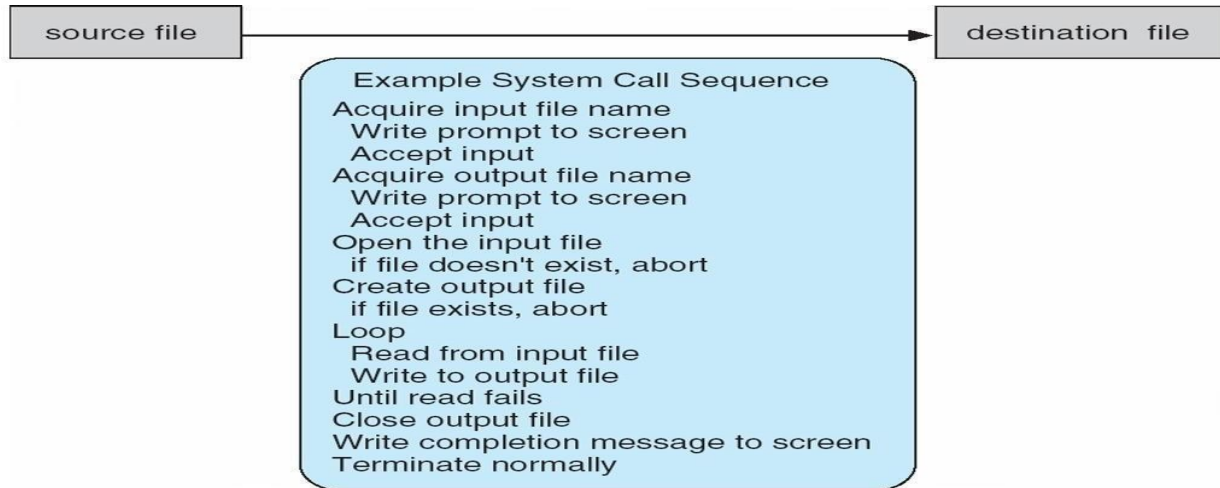 source file
destination file
Example System Call Sequence
Acquire input file name
Write prompt to screen
Accept input
Acquire output file name
Write prompt to screen
Accept input
Open the input file
if file doesn't exist, abort
Create output file
if file exists, abort
Loop
Read from input file
Write to output file
Until read fails
Close output file
Write completion message to screen
Terminate normally